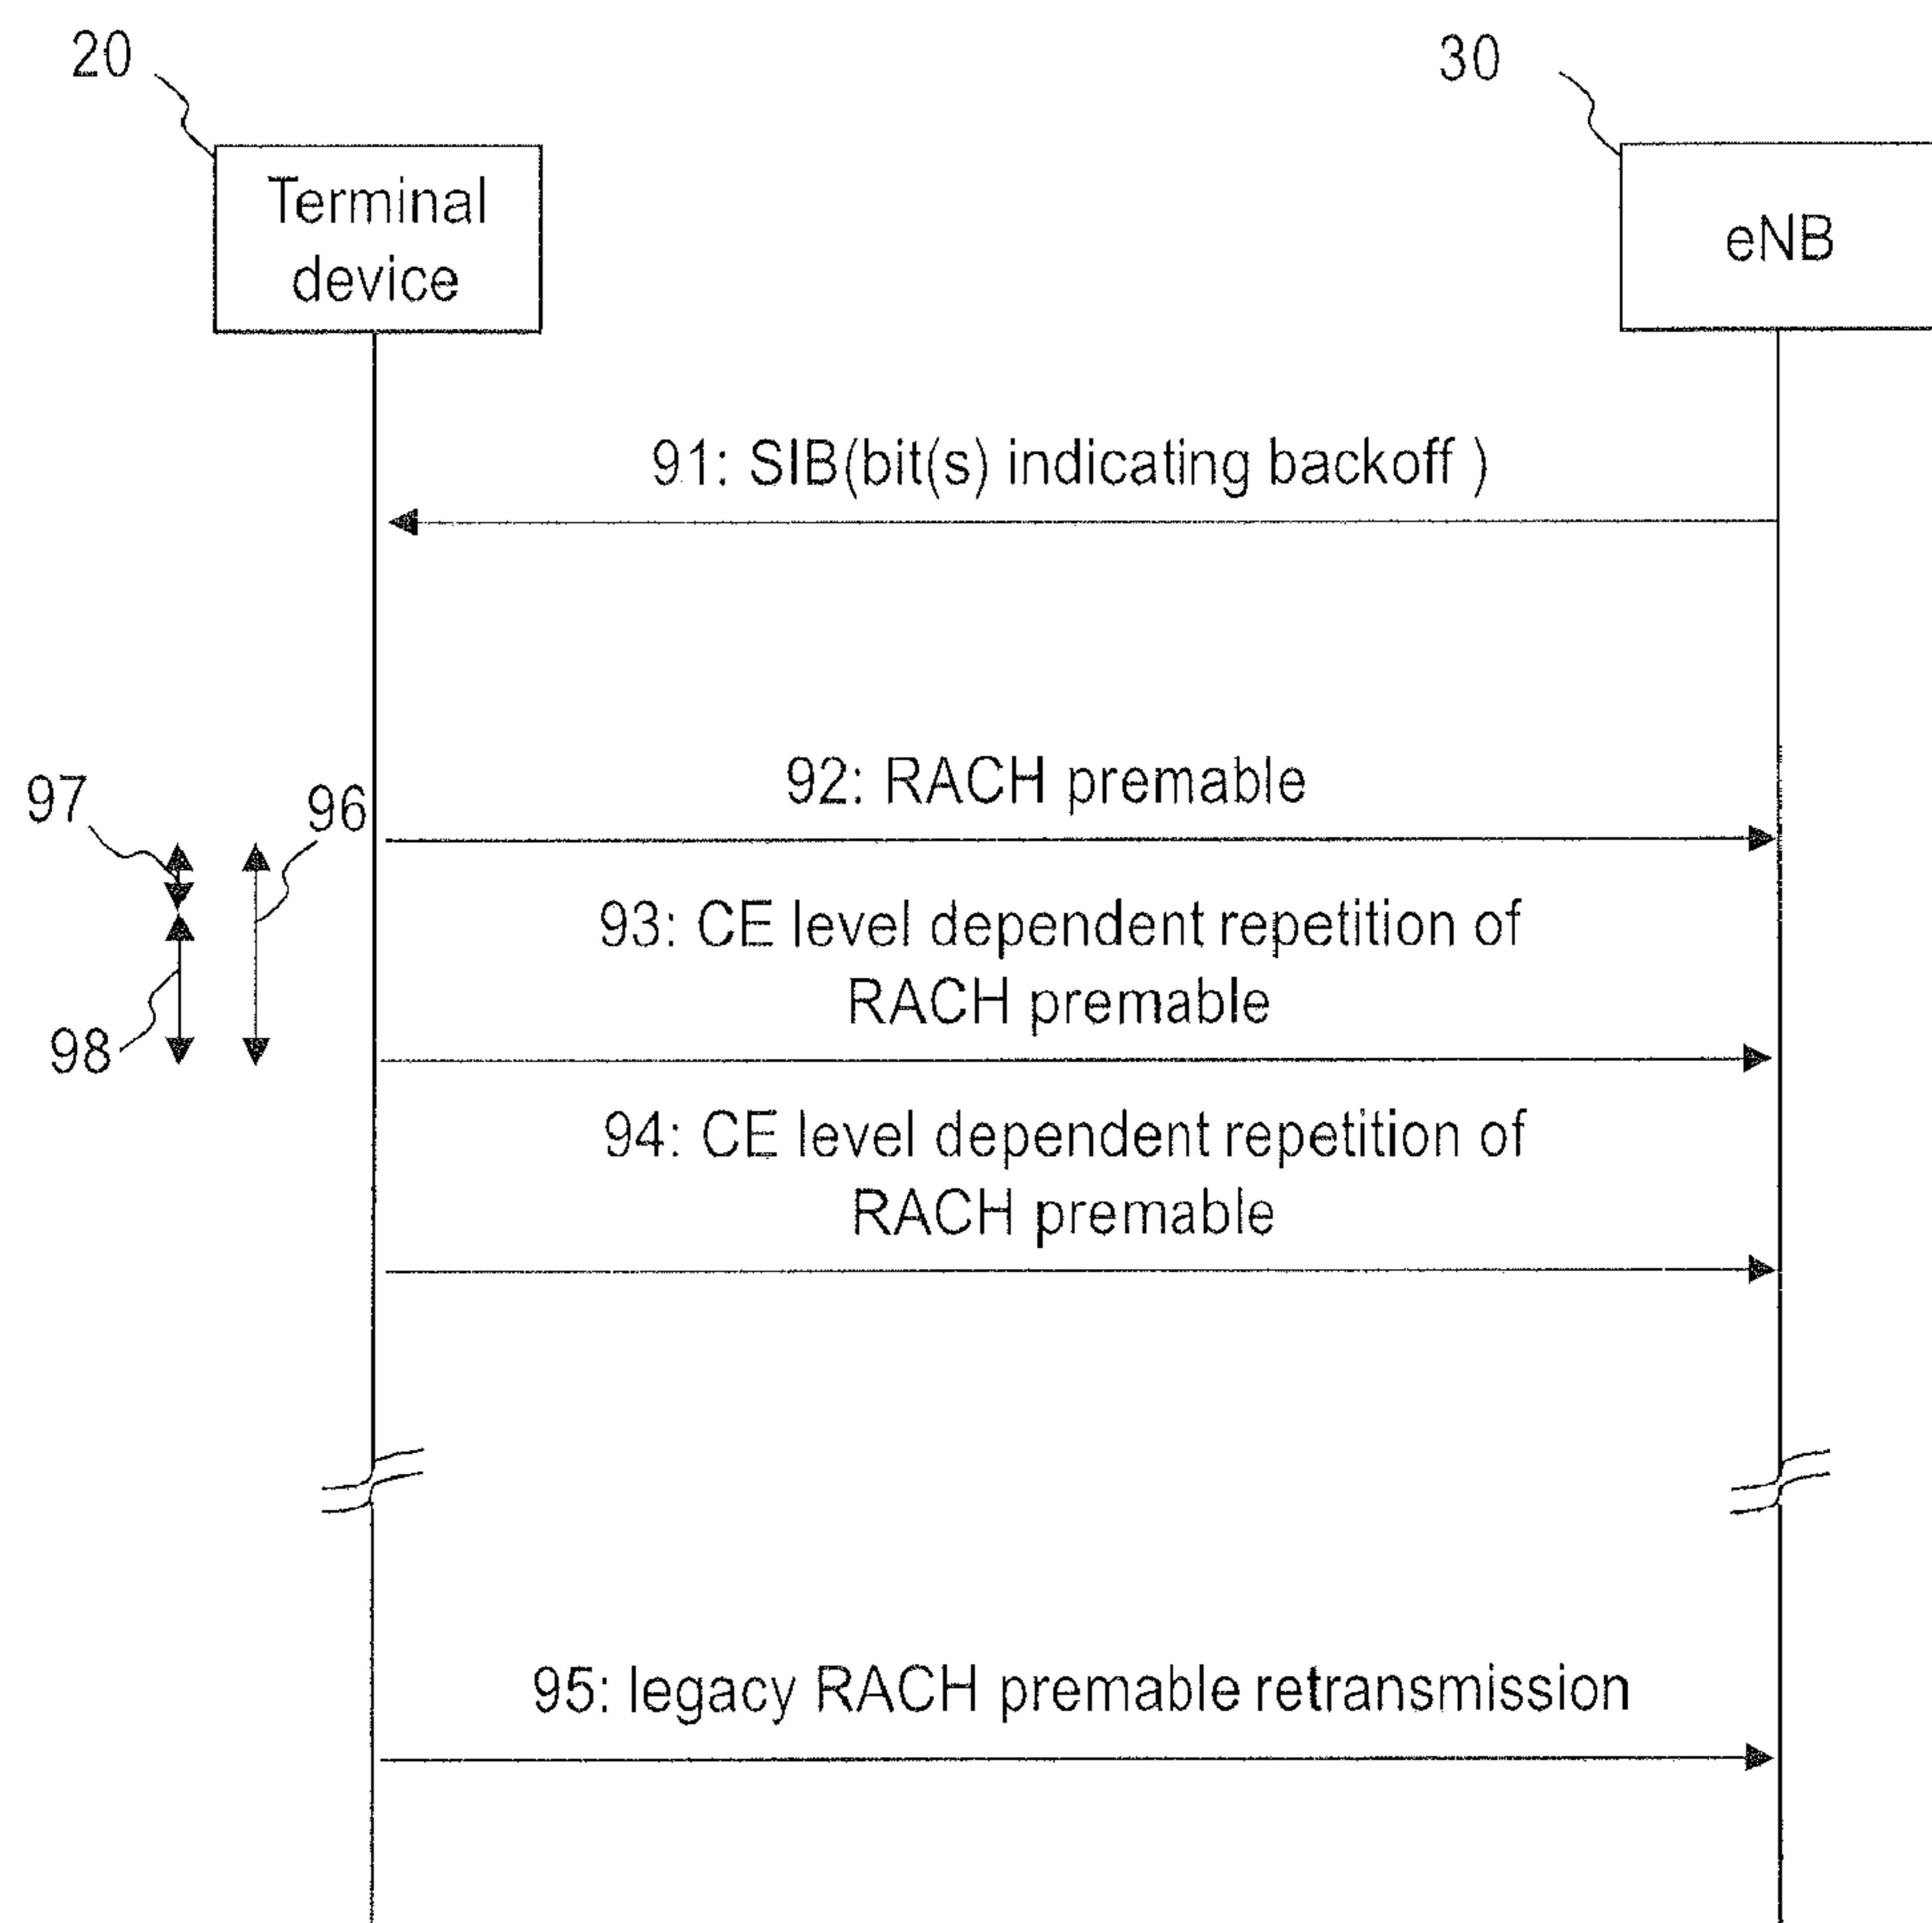 20
30
Terminal
device
eNB
91: SIB(bit(s) indicating backoff )
92: RACH premable
97
96
93: CE level dependent repetition of
RACH premable
98
94: CE level dependent repetition of
RACH premable
95: legacy RACH premable retransmission